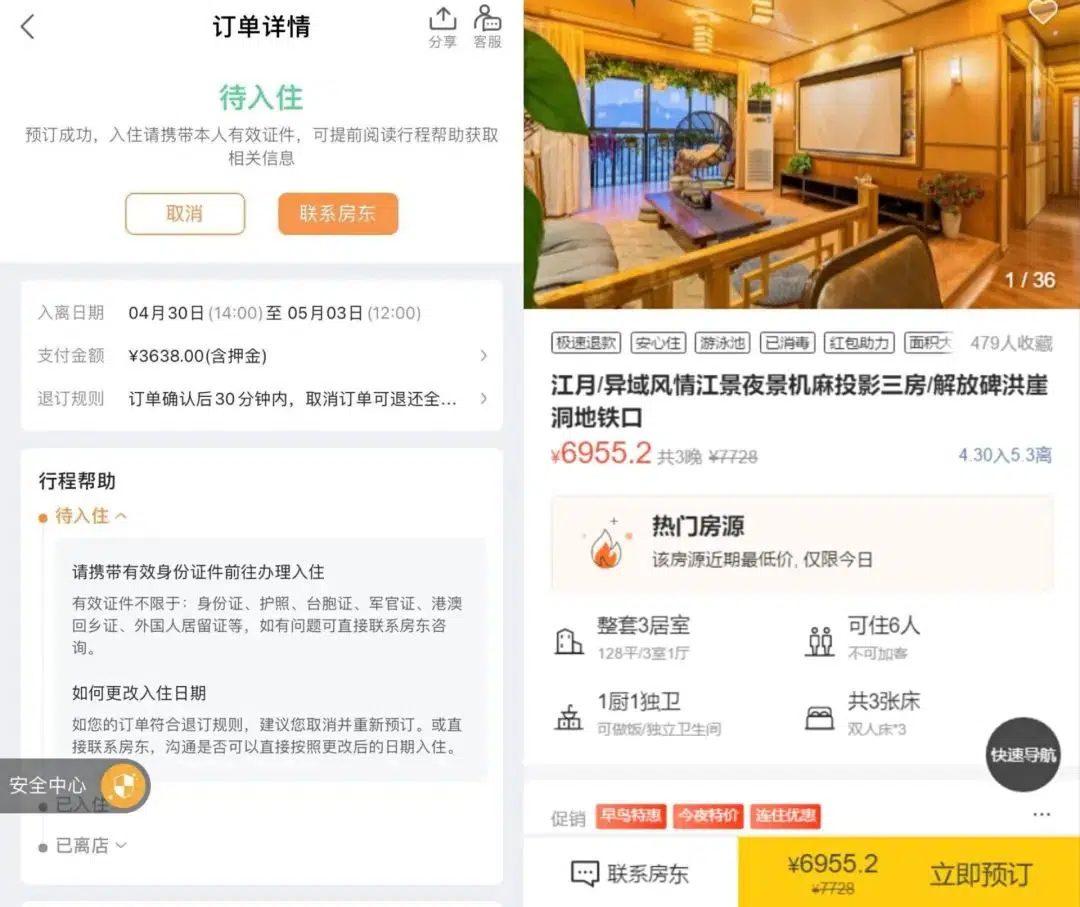 订单详情
分享
客服
待入住
预订成功，入住请携带本人有效证件，可提前阅读行程帮助获取
相关信息
取消
联系房东
入离日期 04月30日(14:00)至 05月03日(12:00)
支付金额 ¥3638.00(含押金)
退订规则 订单确认后30分钟内，取消订单可退还全...
行程帮助
待入住
请携带有效身份证件前往办理入住
有效证件不限于：身份证、护照、台胞证、军官证、港澳
回乡证、外国人居留证等，如有问题可直接联系房东咨
询。
如何更改入住日期
如您的订单符合退订规则，建议您取消并重新预订。或直
接联系房东，沟通是否可以直接按照更改后的日期入住。
安全中心
已入住
已离店
1 / 36
极速退款 安心住 游泳池 已消毒 红包助力 面积大 479人收藏
江月/异域风情江景夜景机麻投影三房/解放碑洪崖
洞地铁口
¥6955.2 共3晚 ¥7728 4.30入5.3离
热门房源
该房源近期最低价, 仅限今日
整套3居室
128平/3室1厅
可住6人
不可加客
1厨1独卫
可做饭/独立卫生间
共3张床
双人床*3
快速导航
促销 早鸟特惠 今夜特价 连住优惠 ...
联系房东
¥6955.2
¥7728
立即预订